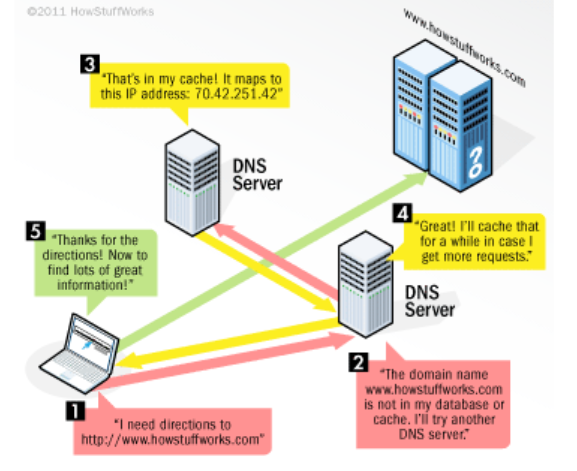 ©2011 HowStuffWorks
www.howstuffworks.com
3
"That's in my cache! It maps to
this IP address: 70.42.251.42"
DNS
Server
4
"Great! I'll cache that
for a while in case I
get more requests."
5
"Thanks for the
directions! Now to
find lots of great
information!"
DNS
Server
2
"The domain name
www.howstuffworks.com
is not in my database or
cache. I'll try another
DNS server."
1
"I need directions to
http://www.howstuffworks.com"